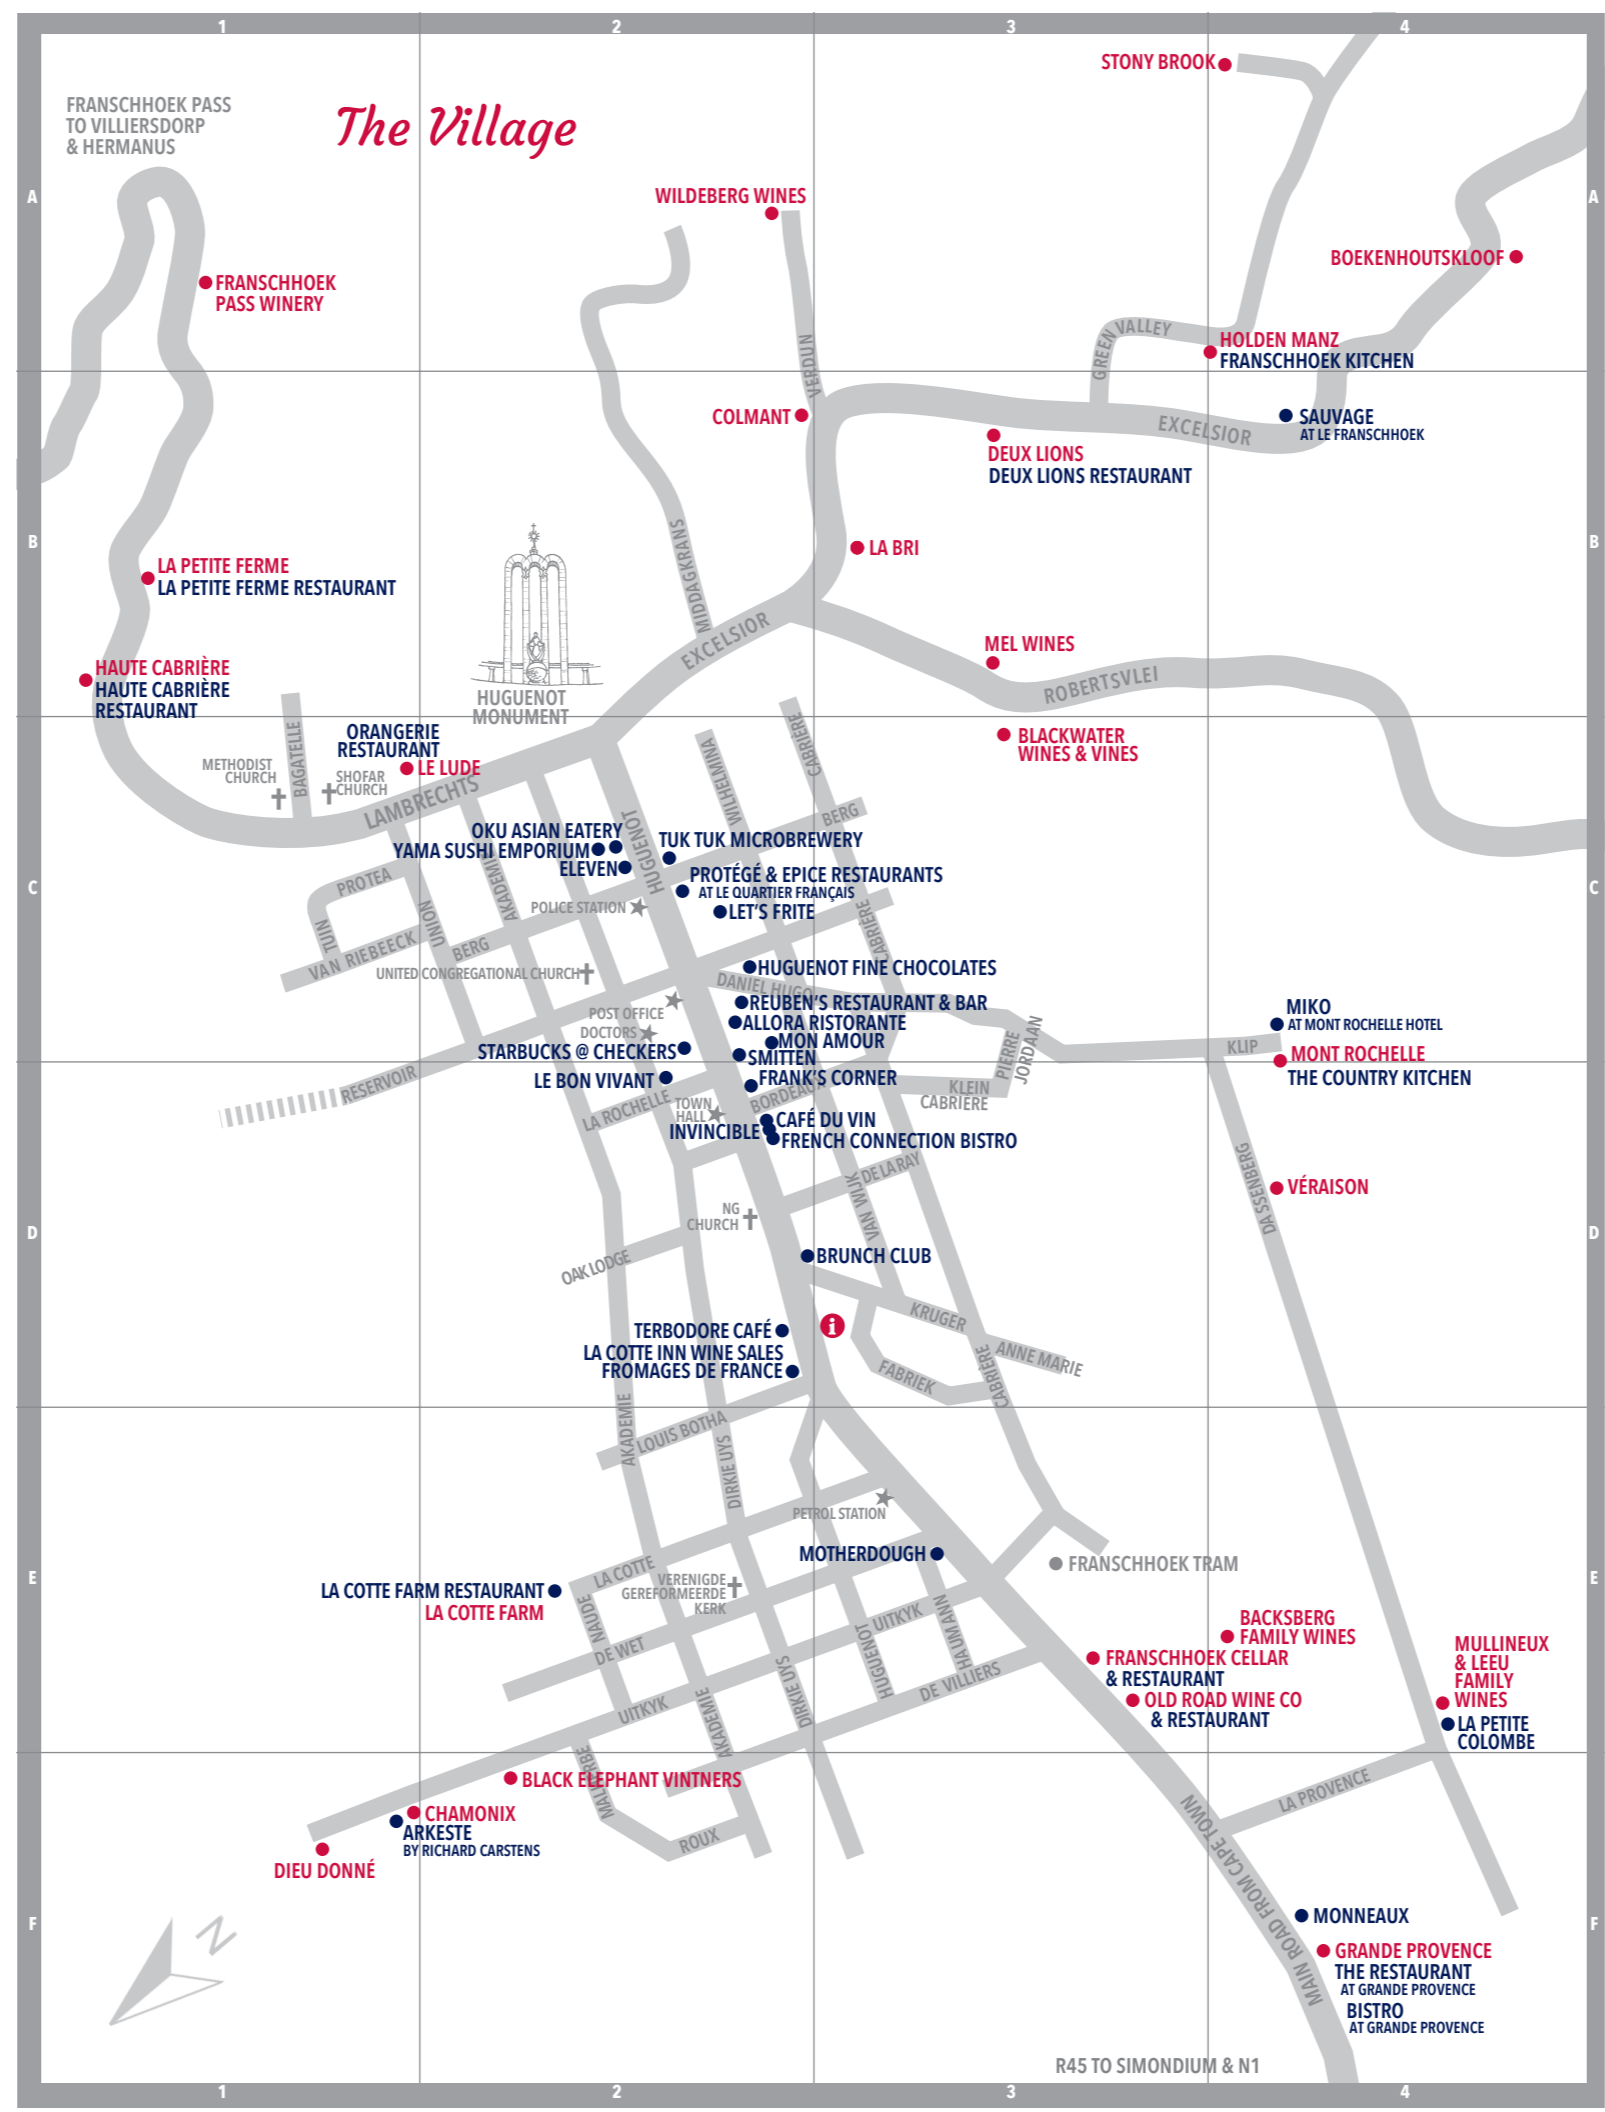 1
2
3
4
STONY BROOK
FRANSCHHOEK PASS
TO VILLIERSDORP
& HERMANUS
The Village
A
A
WILDEBERG WINES
BOEKENHOUTSKLOOF
FRANSCHHOEK
PASS WINERY
VERDUN
GREEN VALLEY
HOLDEN MANZ
FRANSCHHOEK KITCHEN
COLMANT
EXCELSIOR
SAUVAGE
AT LE FRANSCHHOEK
DEUX LIONS
DEUX LIONS RESTAURANT
B
B
MIDDAGKRANS
LA BRI
LA PETITE FERME
LA PETITE FERME RESTAURANT
EXCELSIOR
MEL WINES
ROBERTSVLEI
HAUTE CABRIÈRE
HAUTE CABRIÈRE
RESTAURANT
HUGUENOT
MONUMENT
ORANGERIE
RESTAURANT
LE LUDE
BAGATELLE
METHODIST
CHURCH
SHOFAR
CHURCH
LAMBRECHTS
WILHELMINA
CABRIÈRE
BLACKWATER
WINES & VINES
BERG
HUGUENOT
OKU ASIAN EATERY
YAMA SUSHI EMPORIUM
ELEVEN
TUK TUK MICROBREWERY
PROTÉGÉ & EPICE RESTAURANTS
AT LE QUARTIER FRANÇAIS
LET'S FRITE
C
C
PROTEA
TUIN
VAN RIEBEECK
UNION
AKADEMIE
BERG
POLICE STATION
CABRIÈRE
UNITED CONGREGATIONAL CHURCH
HUGUENOT FINE CHOCOLATES
DANIEL HUGO
REUBEN'S RESTAURANT & BAR
ALLORA RISTORANTE
MON AMOUR
SMITTEN
POST OFFICE
DOCTORS
STARBUCKS @ CHECKERS
PIERRE
JORDAAN
MIKO
AT MONT ROCHELLE HOTEL
KLIP
MONT ROCHELLE
THE COUNTRY KITCHEN
RESERVOIR
LE BON VIVANT
FRANK'S CORNER
BORDEAUX
KLEIN
CABRIÈRE
LA ROCHELLE
TOWN
HALL
CAFÉ DU VIN
INVINCIBLE
FRENCH CONNECTION BISTRO
DE LA RAY
VAN WIJK
DASSENBERG
VÉRAISON
D
D
NG
CHURCH
OAK LODGE
BRUNCH CLUB
KRUGER
ANNE MARIE
FABRIEK
CABRIÈRE
i
TERBODORE CAFÉ
LA COTTE INN WINE SALES
FROMAGES DE FRANCE
AKADEMIE
LOUIS BOTHA
DIRKIE UYS
PETROL STATION
MOTHERDOUGH
FRANSCHHOEK TRAM
E
E
LA COTTE FARM RESTAURANT
LA COTTE FARM
LA COTTE
VERENIGDE
GEREFORMEERDE
KERK
NAUDE
DE WET
UITKYK
HAUMANN
HUGUENOT
DE VILLIERS
BACKSBERG
FAMILY WINES
FRANSCHHOEK CELLAR
& RESTAURANT
OLD ROAD WINE CO
& RESTAURANT
MULLINEUX
& LEEU
FAMILY
WINES
LA PETITE
COLOMBE
UITKYK
AKADEMIE
DIRKIE UYS
MALHERBE
BLACK ELEPHANT VINTNERS
CHAMONIX
ARKESTE
BY RICHARD CARSTENS
DIEU DONNÉ
ROUX
LA PROVENCE
MAIN ROAD FROM CAPE TOWN
F
F
N
MONNEAUX
GRANDE PROVENCE
THE RESTAURANT
AT GRANDE PROVENCE
BISTRO
AT GRANDE PROVENCE
R45 TO SIMONDIUM & N1
1
2
3
4